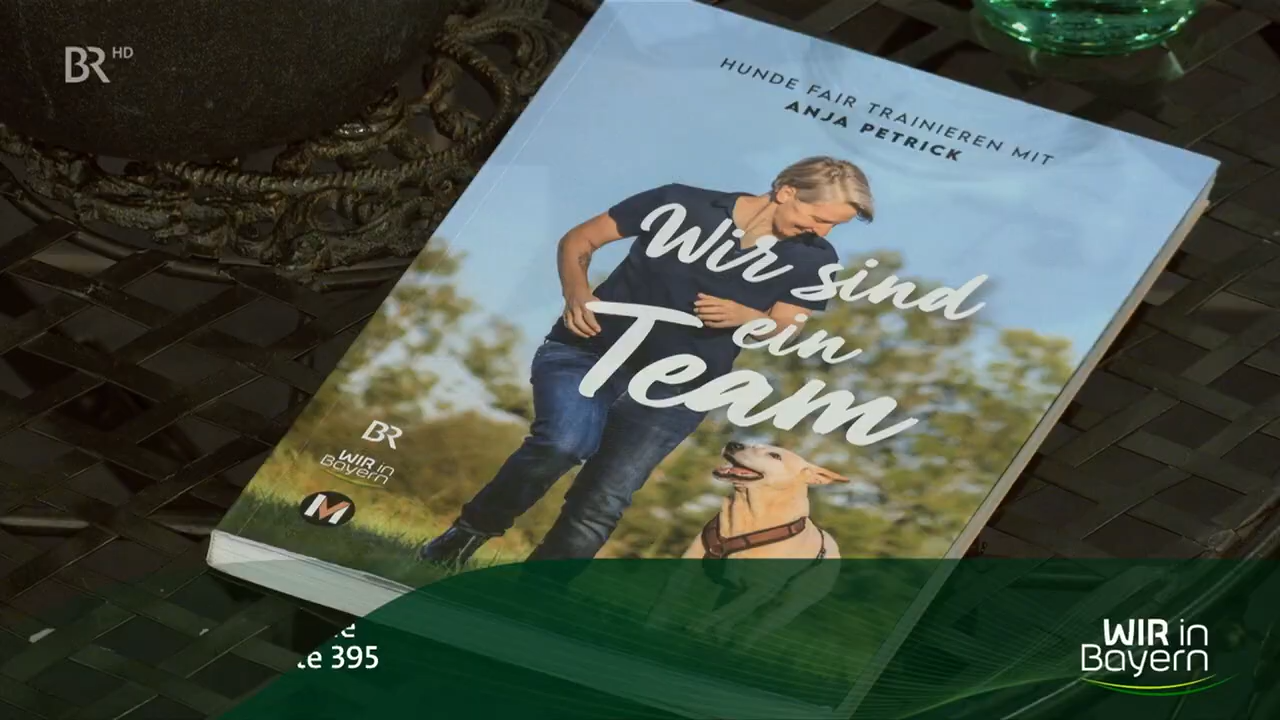 BR HD
HUNDE FAIR TRAINIEREN MIT
ANJA PETRICK
Wir sind
ein
Team
BR
WIR in
Bayern
M
395
WIR in
Bayern